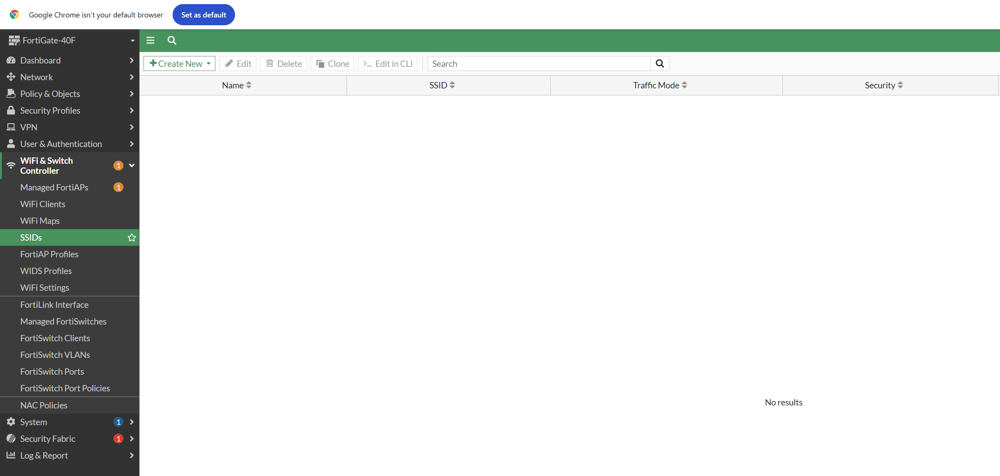 Google Chrome isn't your default browser Set as default
FortiGate-40F
Dashboard
Network
Policy & Objects
Security Profiles
VPN
User & Authentication
WiFi & Switch
Controller 1
Managed FortiAPs 1
WiFi Clients
WiFi Maps
SSIDs
FortiAP Profiles
WIDS Profiles
WiFi Settings
FortiLink Interface
Managed FortiSwitches
FortiSwitch Clients
FortiSwitch VLANs
FortiSwitch Ports
FortiSwitch Port Policies
NAC Policies
System 1
Security Fabric 1
Log & Report
Create New Edit Delete Clone Edit in CLI Search
Name SSID Traffic Mode Security
No results